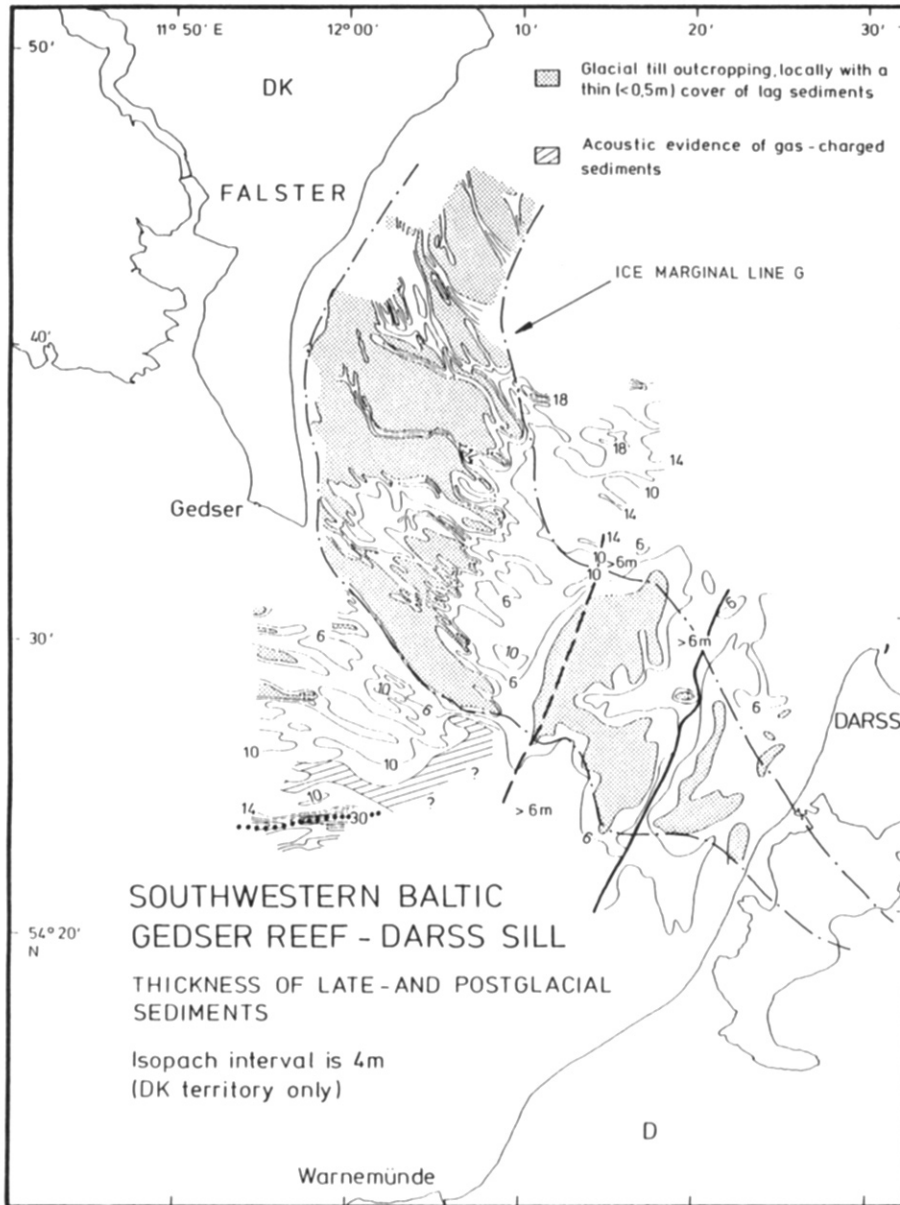 11° 50' E
12° 00'
10'
20'
30'
50'
DK
Glacial till outcropping, locally with a
thin (<0,5m) cover of lag sediments
Acoustic evidence of gas-charged
sediments
FALSTER
ICE MARGINAL LINE G
40'
18
18
14
10
14
Gedser
14
6
10
>6m
10
6
6
30'
6
>6m
10
6
10
6
6
DARSS
10
10
?
?
10
?
14
30
>6m
6
SOUTHWESTERN BALTIC
GEDSER REEF - DARSS SILL
54° 20'
N
THICKNESS OF LATE-AND POSTGLACIAL
SEDIMENTS
Isopach interval is 4m
(DK territory only)
D
Warnemünde